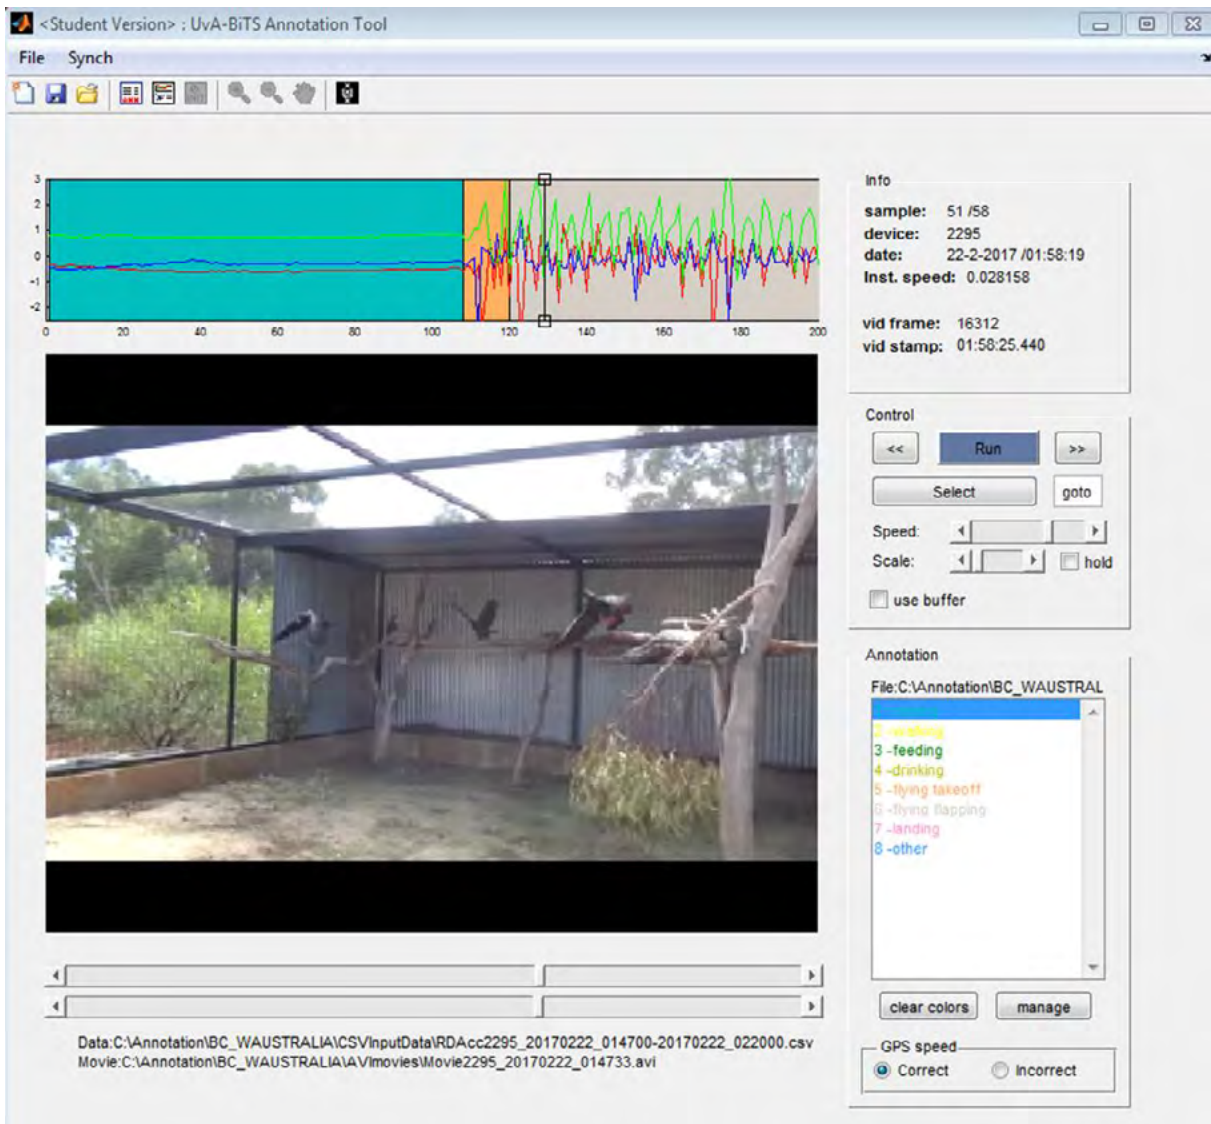 <Student Version> : UvA-BiTS Annotation Tool
File Synch
3
2
1
0
-1
-2
0 20 40 60 80 100 120 140 160 180 200
Info
sample: 51 /58
device: 2295
date: 22-2-2017 /01:58:19
Inst. speed: 0.028158
vid frame: 16312
vid stamp: 01:58:25.440
Control
<< Run >>
Select goto
Speed:
Scale: hold
use buffer
Annotation
File:C:\Annotation\BC_WAUSTRAL
2 -walking
3 -feeding
4 -drinking
5 -flying takeoff
6 -flying flapping
7 -landing
8 -other
clear colors manage
GPS speed
Correct Incorrect
Data:C:\Annotation\BC_WAUSTRALIA\CSVInputData\RDAcc2295_20170222_014700-20170222_022000.csv
Movie:C:\Annotation\BC_WAUSTRALIA\AVImovies\Movie2295_20170222_014733.avi